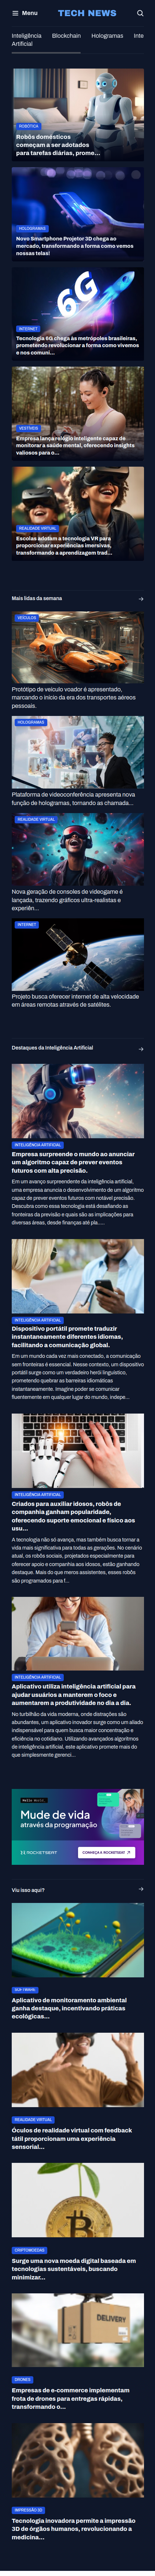 Menu
TECH NEWS
Inteligência Artificial
Blockchain
Hologramas
Inte
ROBÓTICA
Robôs domésticos
começam a ser adotados
para tarefas diárias, prome...
HOLOGRAMAS
Novo Smartphone Projetor 3D chega ao
mercado, transformando a forma como vemos
nossas telas!
6G
INTERNET
Tecnologia 6G chega às metrópoles brasileiras,
prometendo revolucionar a forma como vivemos
e nos comuni...
VESTÍVEIS
Empresa lança relógio inteligente capaz de
monitorar a saúde mental, oferecendo insights
valiosos para o...
REALIDADE VIRTUAL
Escolas adotam a tecnologia VR para
proporcionar experiências imersivas,
transformando a aprendizagem trad...
Mais lidas da semana
VEÍCULOS
Protótipo de veículo voador é apresentado,
marcando o início da era dos transportes aéreos
pessoais.
HOLOGRAMAS
Plataforma de videoconferência apresenta nova
função de hologramas, tornando as chamada...
REALIDADE VIRTUAL
Nova geração de consoles de videogame é
lançada, trazendo gráficos ultra-realistas e
experiên...
INTERNET
Projeto busca oferecer internet de alta velocidade
em áreas remotas através de satélites.
Destaques da Inteligência Artificial
INTELIGÊNCIA ARTIFICIAL
Empresa surpreende o mundo ao anunciar
um algoritmo capaz de prever eventos
futuros com alta precisão.
Em um avanço surpreendente da inteligência artificial,
uma empresa anuncia o desenvolvimento de um algoritmo
capaz de prever eventos futuros com notável precisão.
Descubra como essa tecnologia está desafiando as
fronteiras da previsão e quais são as implicações para
diversas áreas, desde finanças até pla......
INTELIGÊNCIA ARTIFICIAL
Dispositivo portátil promete traduzir
instantaneamente diferentes idiomas,
facilitando a comunicação global.
Em um mundo cada vez mais conectado, a comunicação
sem fronteiras é essencial. Nesse contexto, um dispositivo
portátil surge como um verdadeiro herói linguístico,
prometendo quebrar as barreiras idiomáticas
instantaneamente. Imagine poder se comunicar
fluentemente em qualquer lugar do mundo, indepe...
INTELIGÊNCIA ARTIFICIAL
Criados para auxiliar idosos, robôs de
companhia ganham popularidade,
oferecendo suporte emocional e físico aos
usu...
A tecnologia não só avança, mas também busca tornar a
vida mais significativa para todas as gerações. No cenário
atual, os robôs sociais, projetados especialmente para
oferecer apoio e companhia aos idosos, estão ganhando
destaque. Mais do que meros assistentes, esses robôs
são programados para f...
INTELIGÊNCIA ARTIFICIAL
Aplicativo utiliza inteligência artificial para
ajudar usuários a manterem o foco e
aumentarem a produtividade no dia a dia.
No turbilhão da vida moderna, onde distrações são
abundantes, um aplicativo inovador surge como um aliado
indispensável para quem busca maior concentração e
eficiência no cotidiano. Utilizando avançados algoritmos
de inteligência artificial, este aplicativo promete mais do
que simplesmente gerenci...
Mude de vida
através da programação
ROCKETSEAT
CONHEÇA A ROCKETSEAT
Viu isso aqui?
Aplicativo de monitoramento ambiental
ganha destaque, incentivando práticas
ecológicas...
REALIDADE VIRTUAL
Óculos de realidade virtual com feedback
tátil proporcionam uma experiência
sensorial...
CRIPTOMOEDAS
Surge uma nova moeda digital baseada em
tecnologias sustentáveis, buscando
minimizar...
DELIVERY
DRONES
Empresas de e-commerce implementam
frota de drones para entregas rápidas,
transformando o...
IMPRESSÃO 3D
Tecnologia inovadora permite a impressão
3D de órgãos humanos, revolucionando a
medicina...